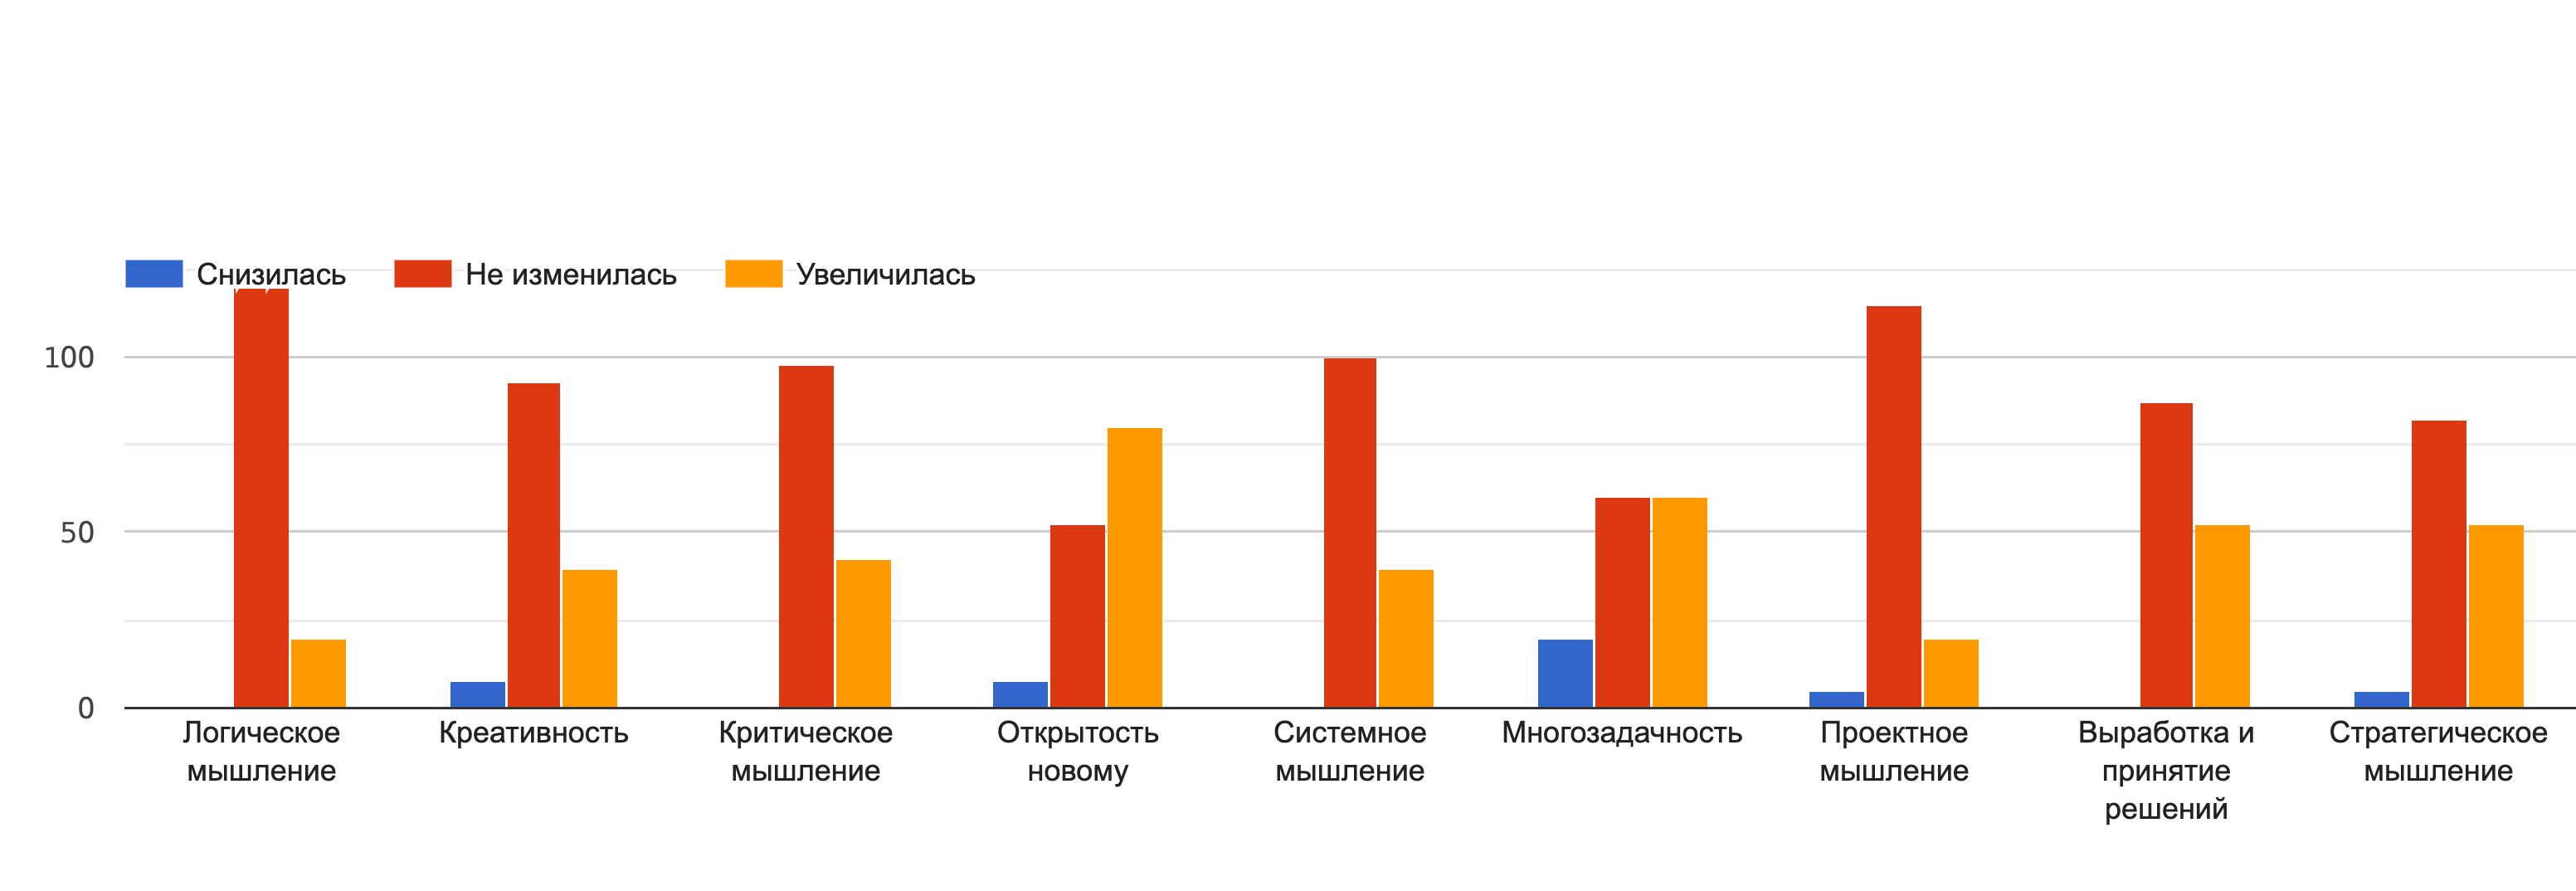 Снизилась
Не изменилась
Увеличилась
100
50
0
Логическое
мышление
Креативность
Критическое
мышление
Открытость
новому
Системное
мышление
Многозадачность
Проектное
мышление
Выработка и
принятие
решений
Стратегическое
мышление